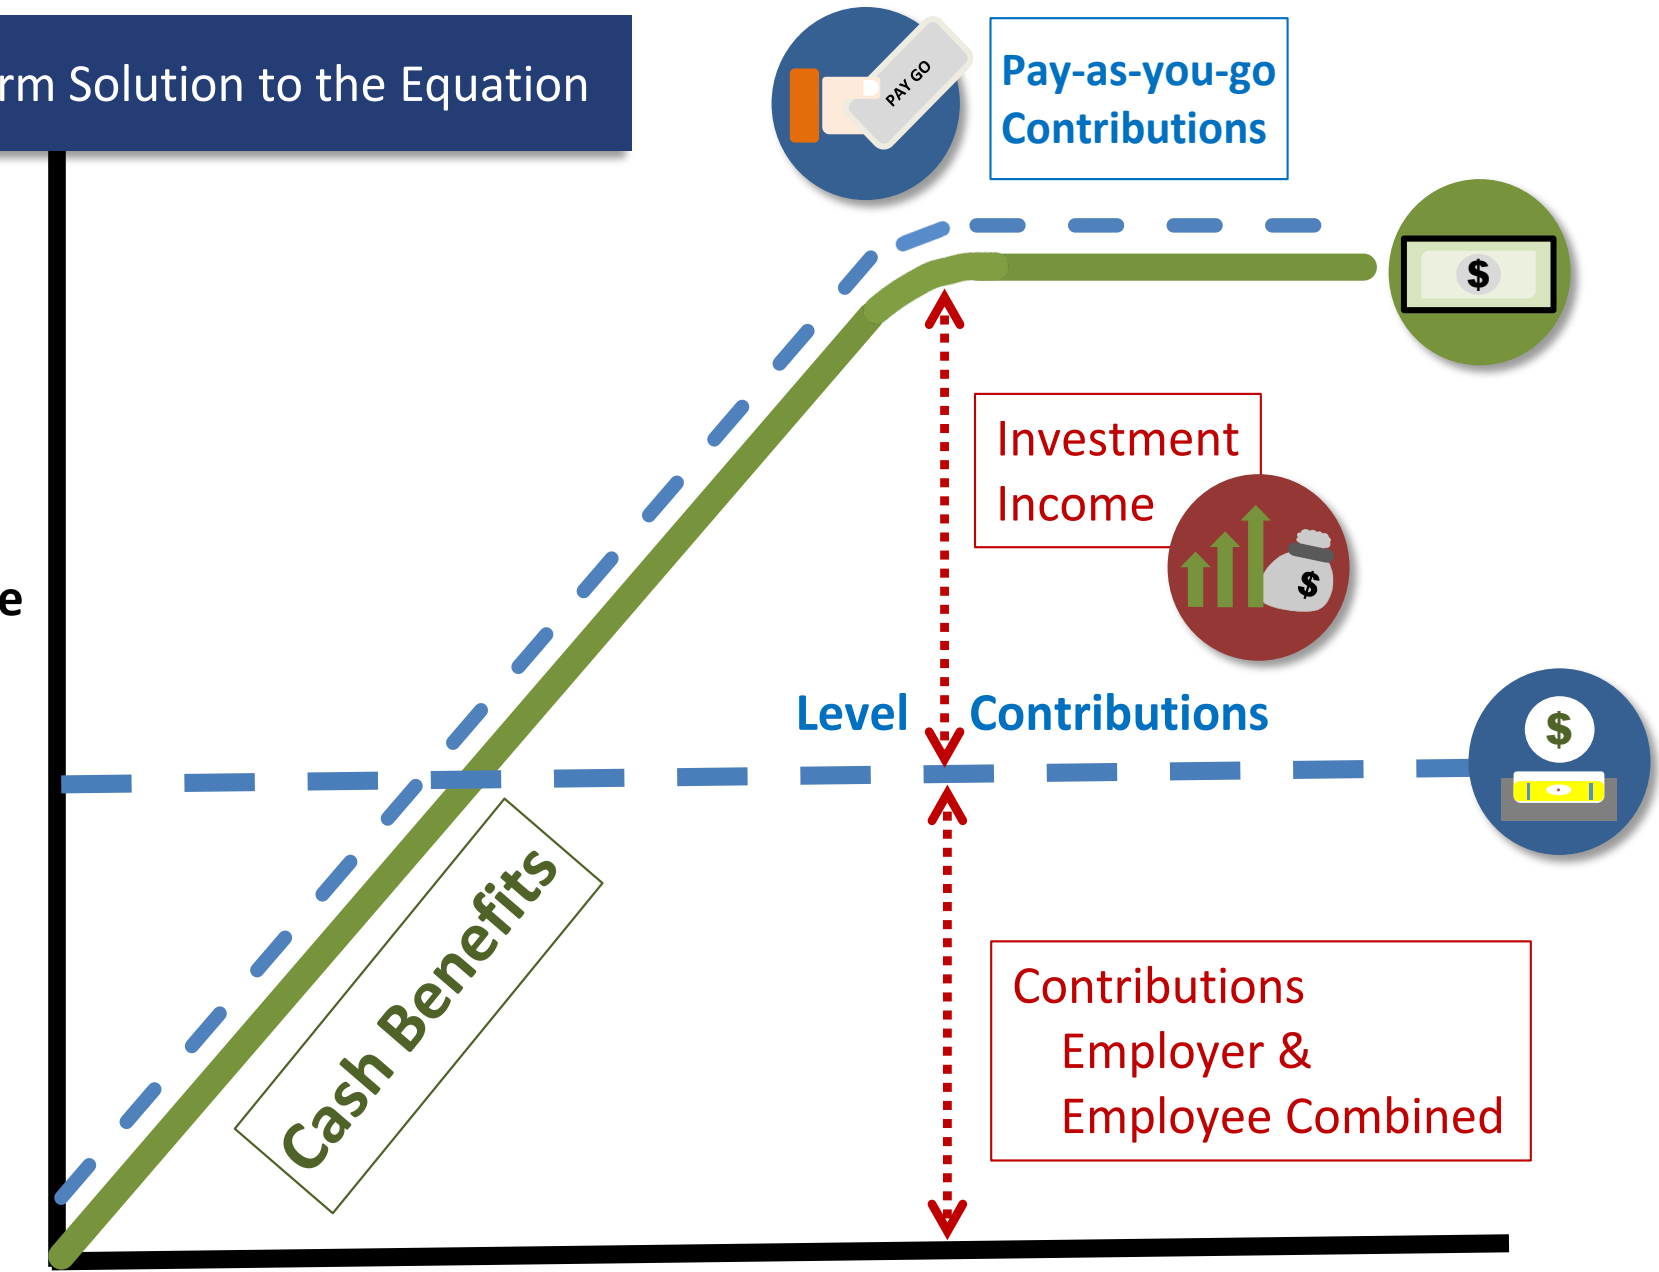 rm Solution to the Equation
PAY GO
Pay-as-you-go
Contributions
$
Investment
Income
$
e
Level Contributions
$
Cash Benefits
Contributions
Employer &
Employee Combined